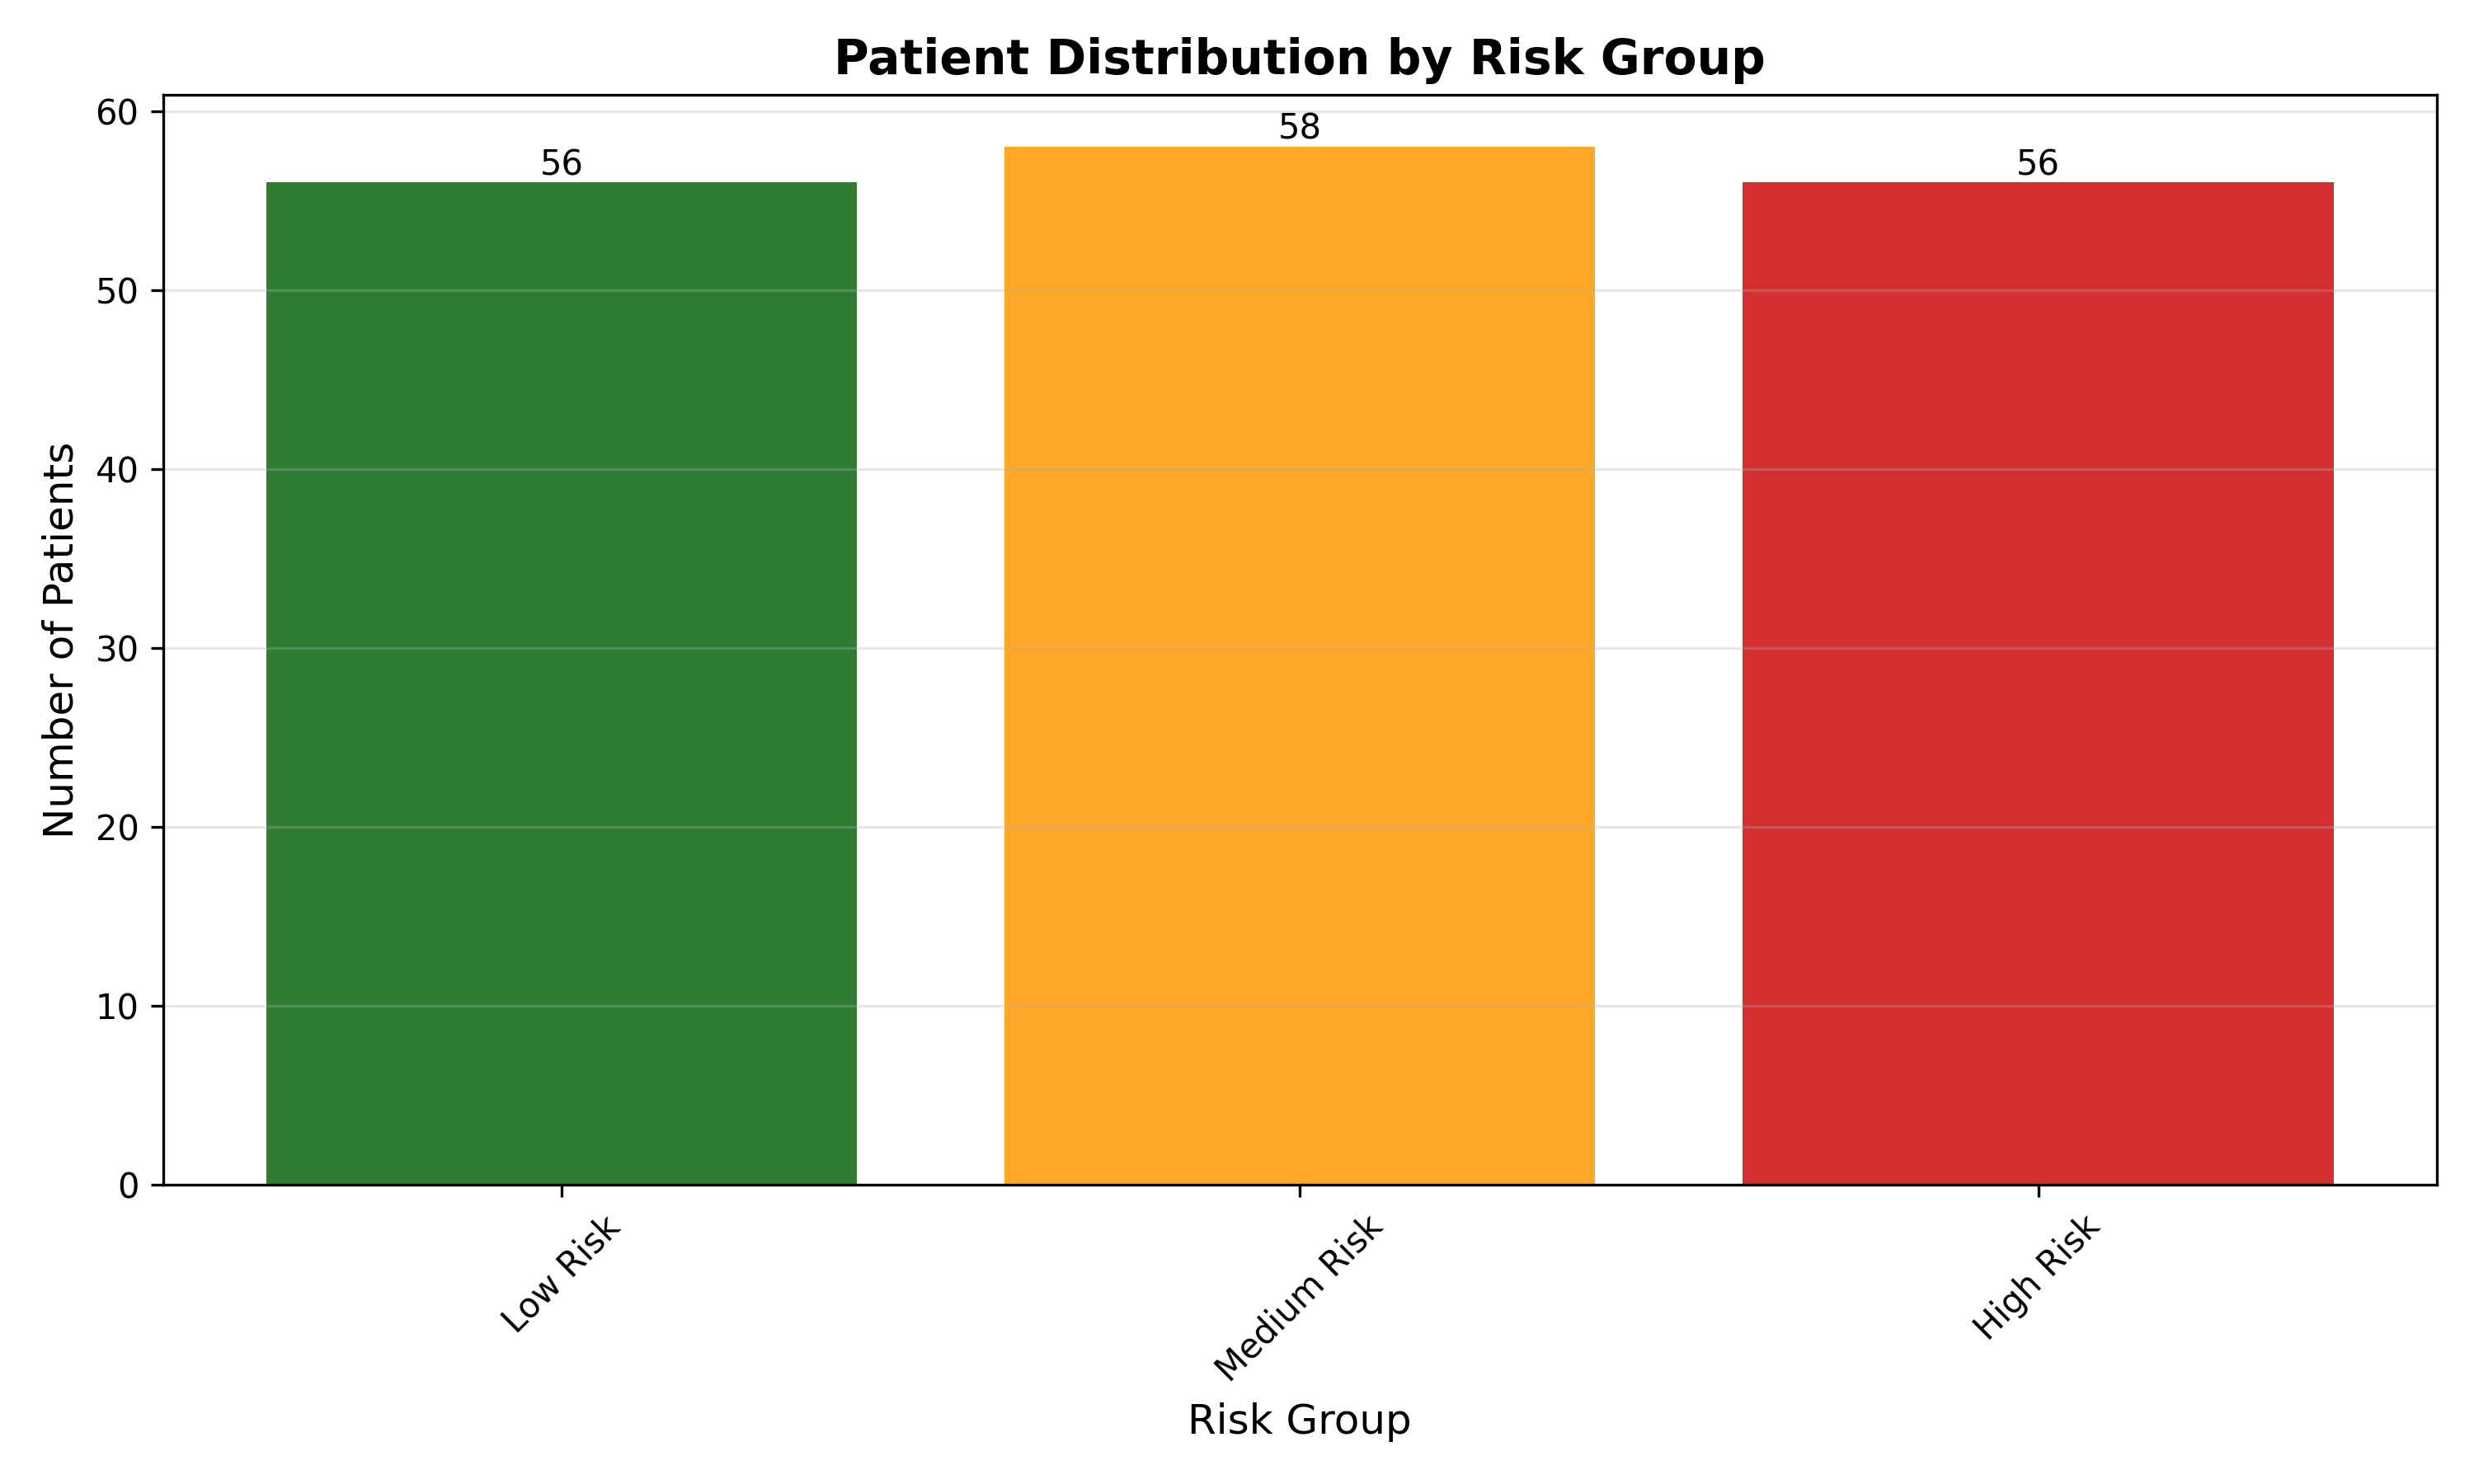 Patient Distribution by Risk Group
Number of Patients
60
50
40
30
20
10
0
56
58
56
Low Risk
Medium Risk
High Risk
Risk Group